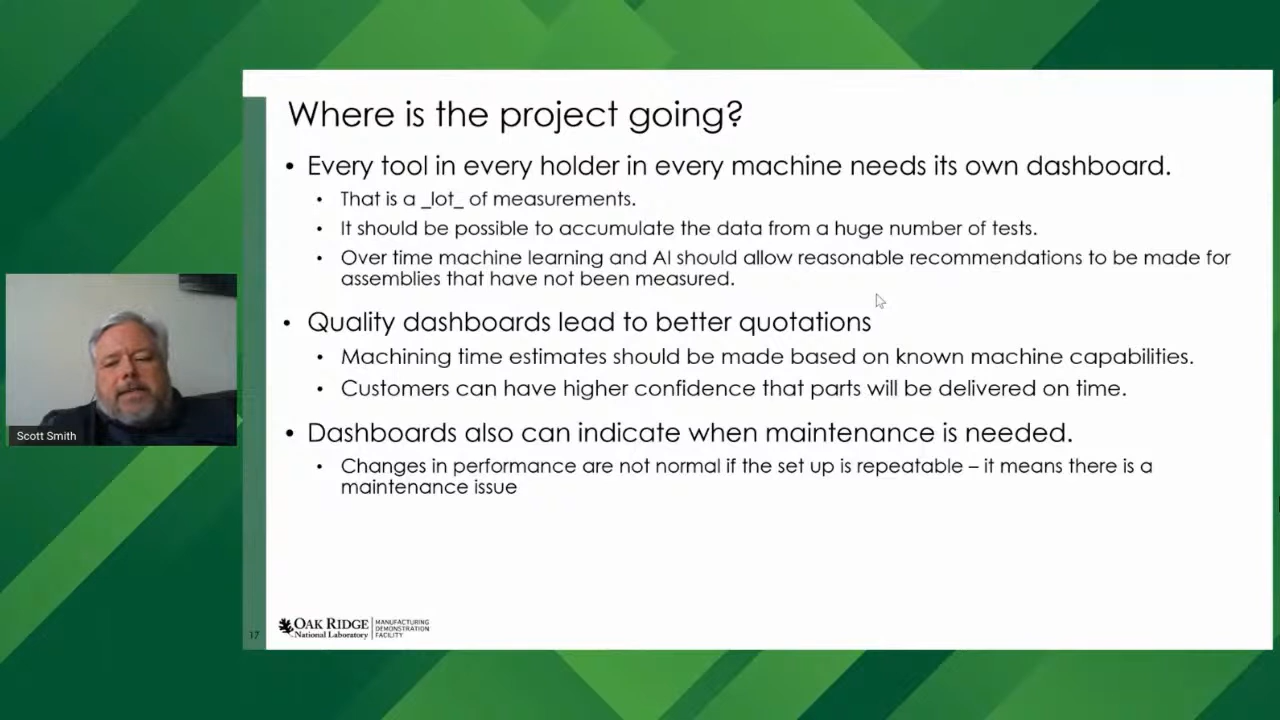 Where is the project going?
• Every tool in every holder in every machine needs its own dashboard.
• That is a _lot_ of measurements.
• It should be possible to accumulate the data from a huge number of tests.
• Over time machine learning and AI should allow reasonable recommendations to be made for
assemblies that have not been measured.
• Quality dashboards lead to better quotations
• Machining time estimates should be made based on known machine capabilities.
• Customers can have higher confidence that parts will be delivered on time.
Scott Smith
• Dashboards also can indicate when maintenance is needed.
• Changes in performance are not normal if the set up is repeatable – it means there is a
maintenance issue
17
OAK RIDGE
National Laboratory
MANUFACTURING
DEMONSTRATION
FACILITY